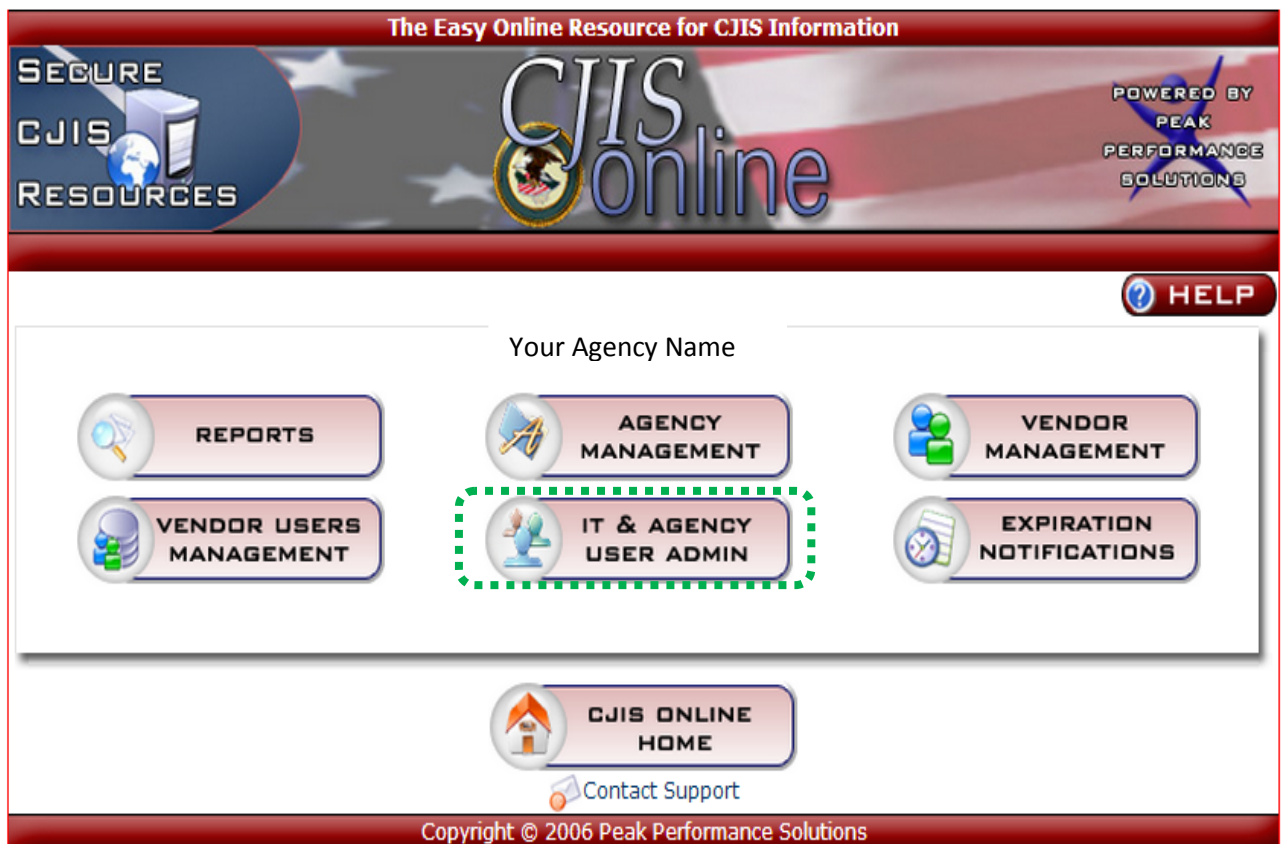 The Easy Online Resource for CJIS Information
SECURE
CJIS
RESOURCES
CJIS
online
POWERED BY
PEAK
PERFORMANCE
SOLUTIONS
HELP
Your Agency Name
REPORTS
AGENCY
MANAGEMENT
VENDOR
MANAGEMENT
VENDOR USERS
MANAGEMENT
IT & AGENCY
USER ADMIN
EXPIRATION
NOTIFICATIONS
CJIS ONLINE
HOME
Contact Support
Copyright © 2006 Peak Performance Solutions